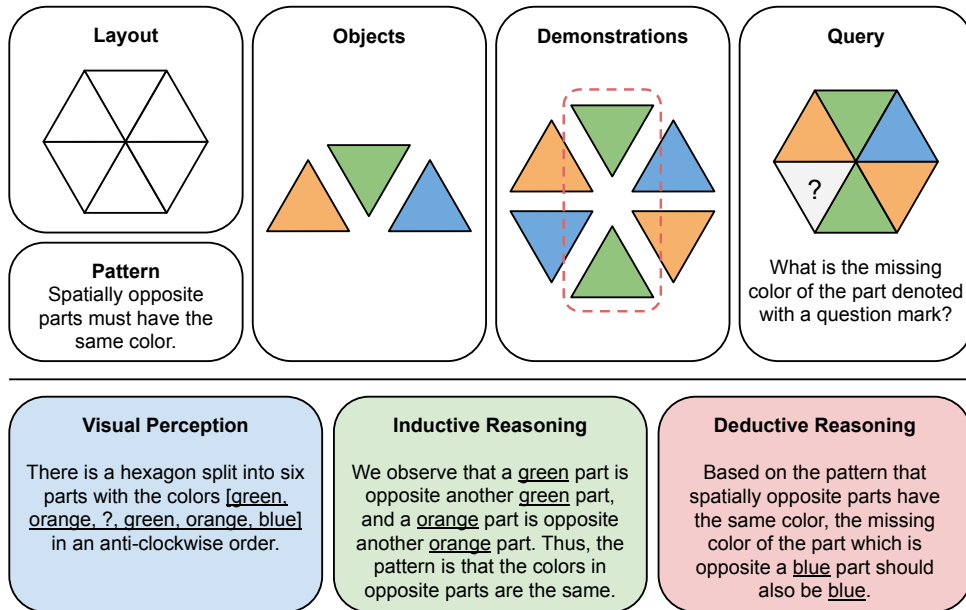 Layout
Pattern
Spatially opposite
parts must have the
same color.
Objects
Demonstrations
Query
?
What is the missing
color of the part denoted
with a question mark?
Visual Perception
There is a hexagon split into six
parts with the colors [green,
orange, ?, green, orange, blue]
in an anti-clockwise order.
Inductive Reasoning
We observe that a green part is
opposite another green part,
and a orange part is opposite
another orange part. Thus, the
pattern is that the colors in
opposite parts are the same.
Deductive Reasoning
Based on the pattern that
spatially opposite parts have
the same color, the missing
color of the part which is
opposite a blue part should
also be blue.